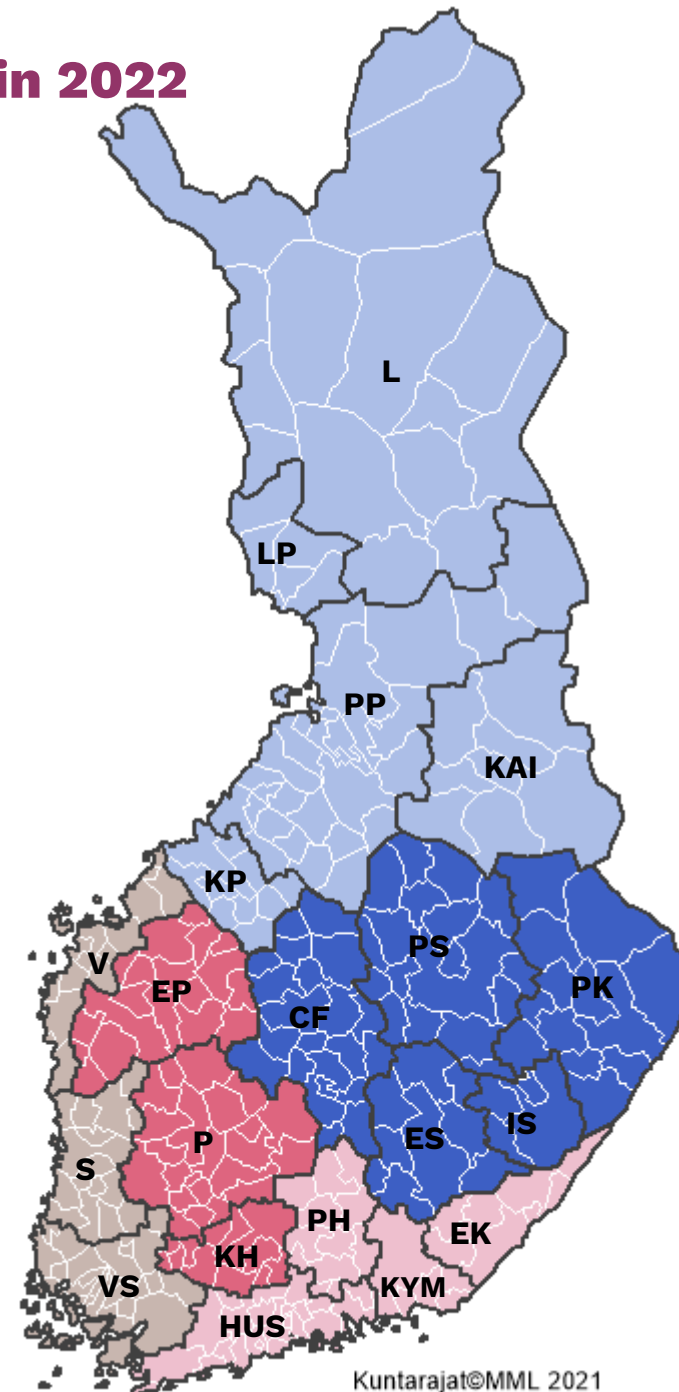 in 2022
L
LP
PP
KAI
KP
PS
V
EP
PK
CF
IS
ES
P
S
PH
EK
KH
VS
KYM
HUS
Kuntarajat©MML 2021